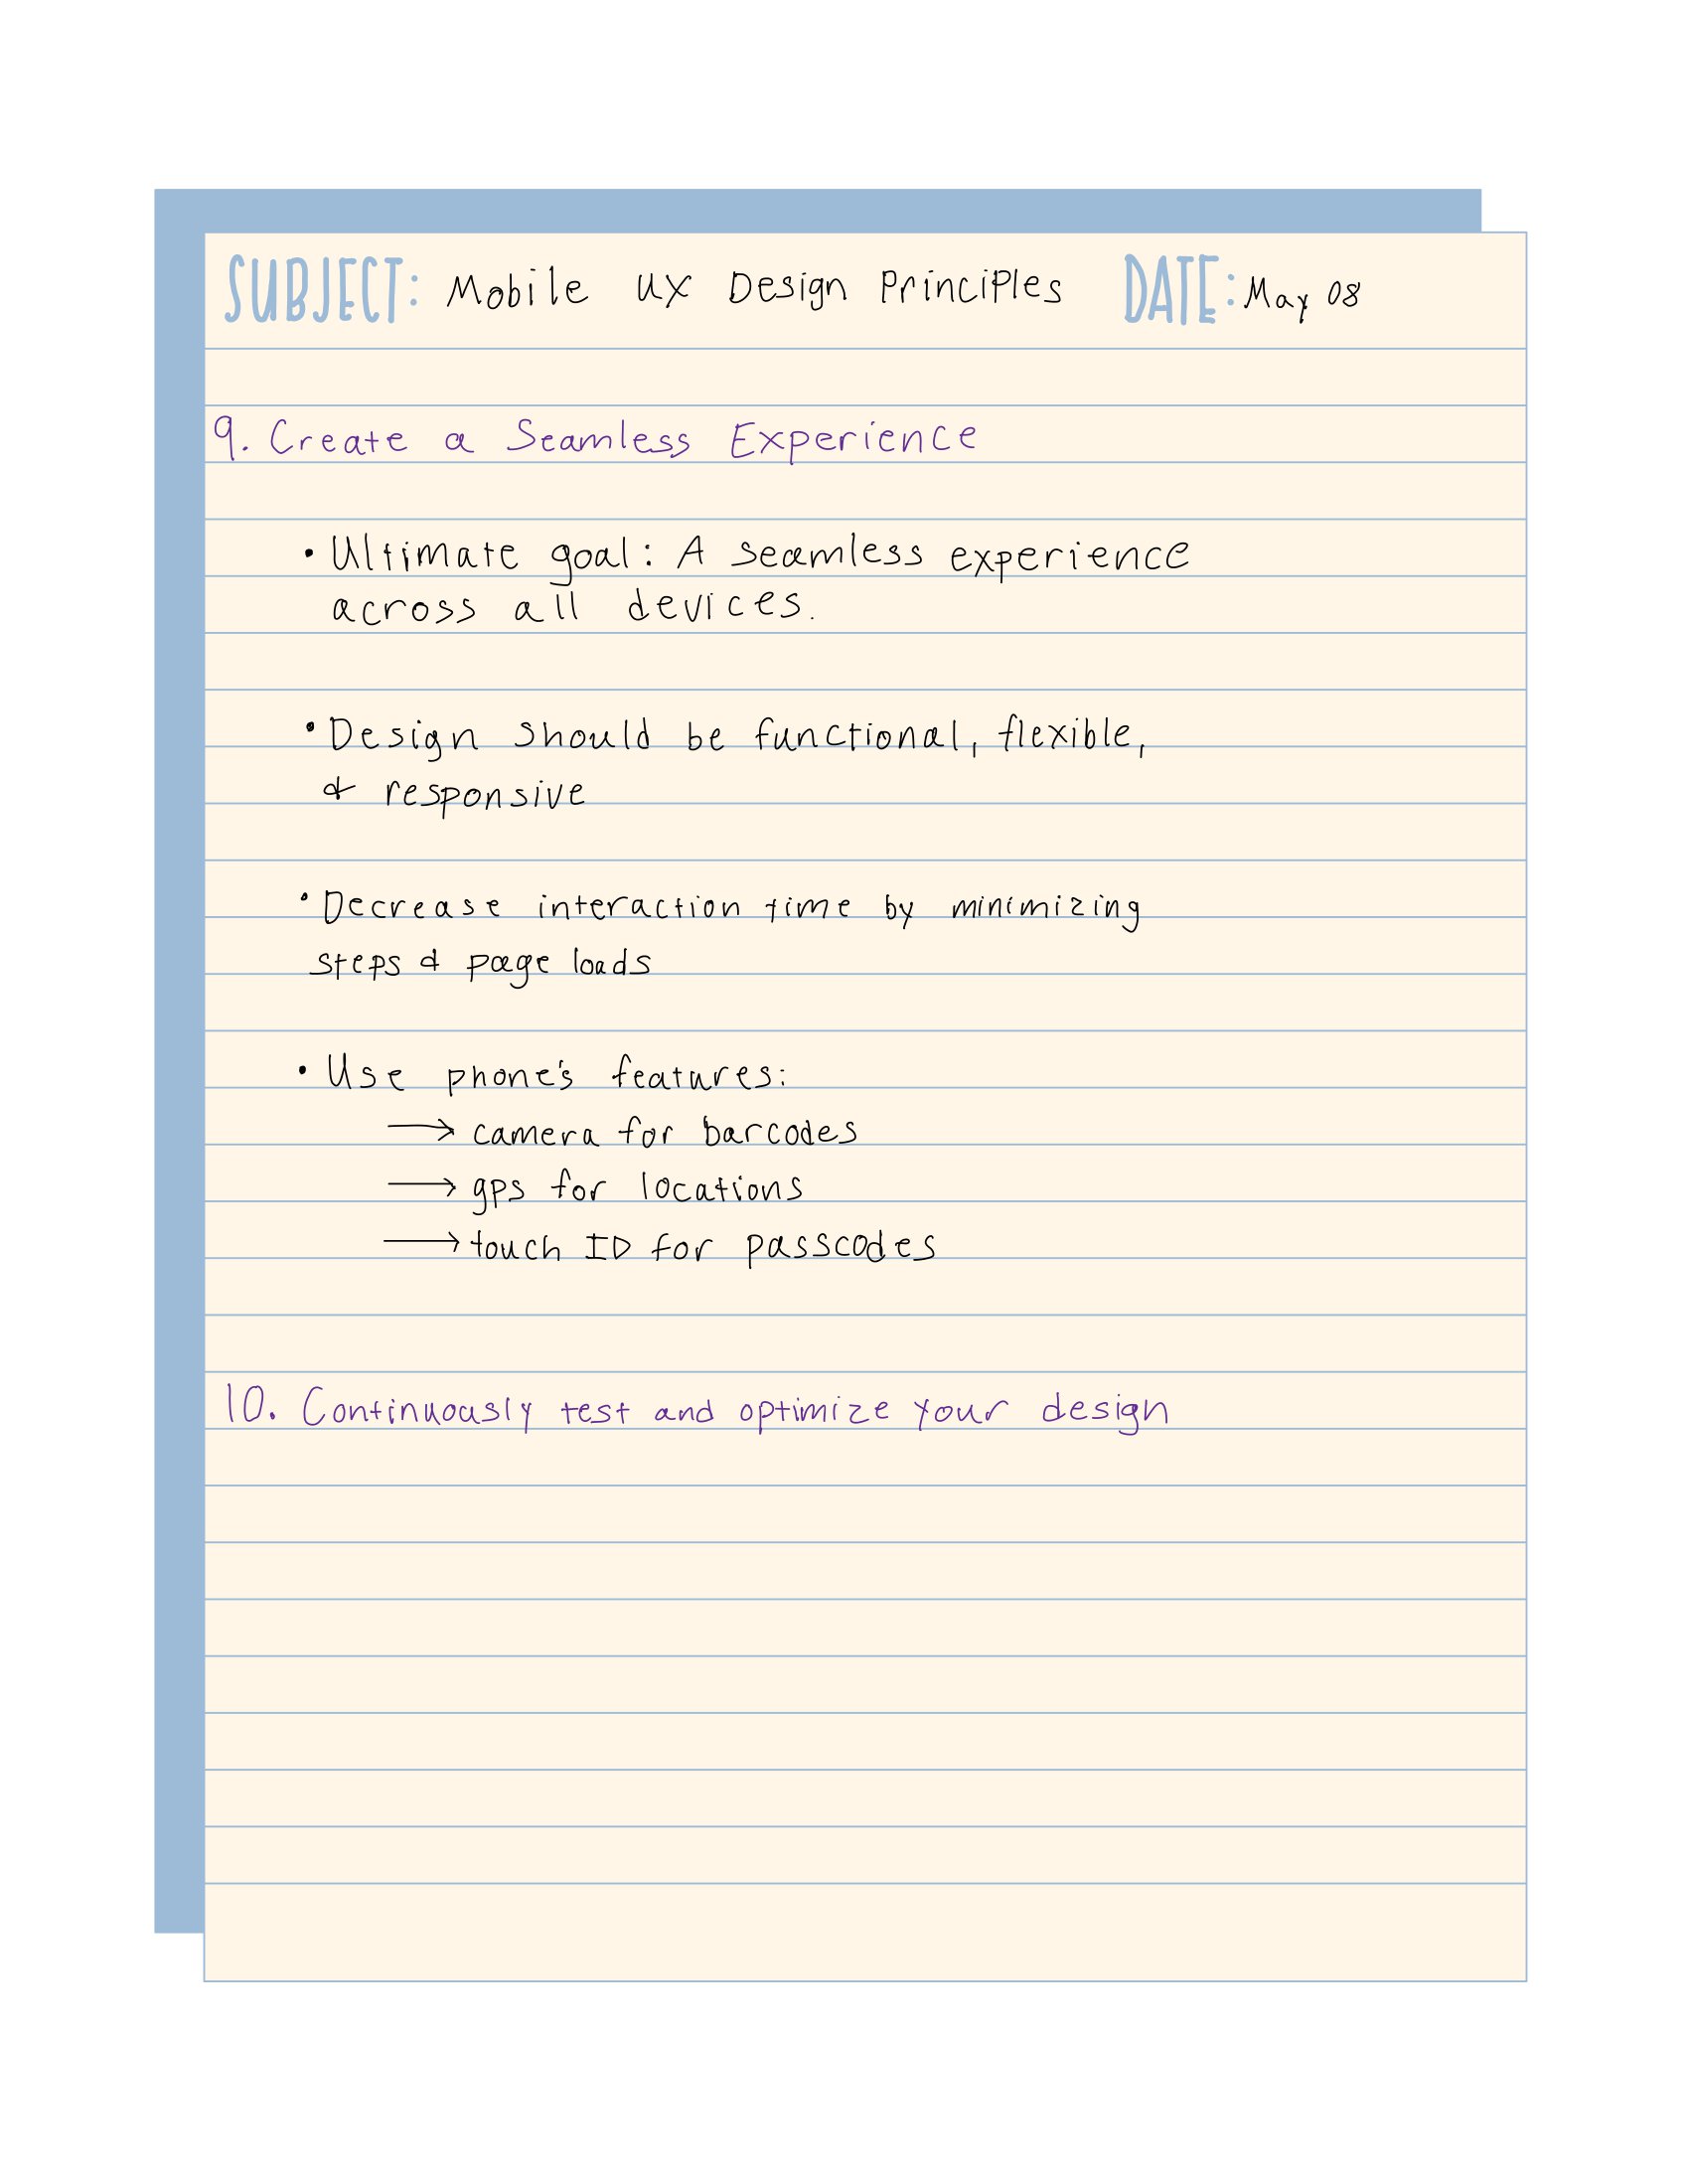 SUBJECT: Mobile UX Design Principles DATE: May 08
9. Create a Seamless Experience
• Ultimate goal: A seamless experience
across all devices.
• Design should be functional, flexible,
& responsive
• Decrease interaction time by minimizing
steps & page loads
• Use phone's features:
→ camera for barcodes
→ gps for locations
→ touch ID for passcodes
10. Continuously test and optimize your design